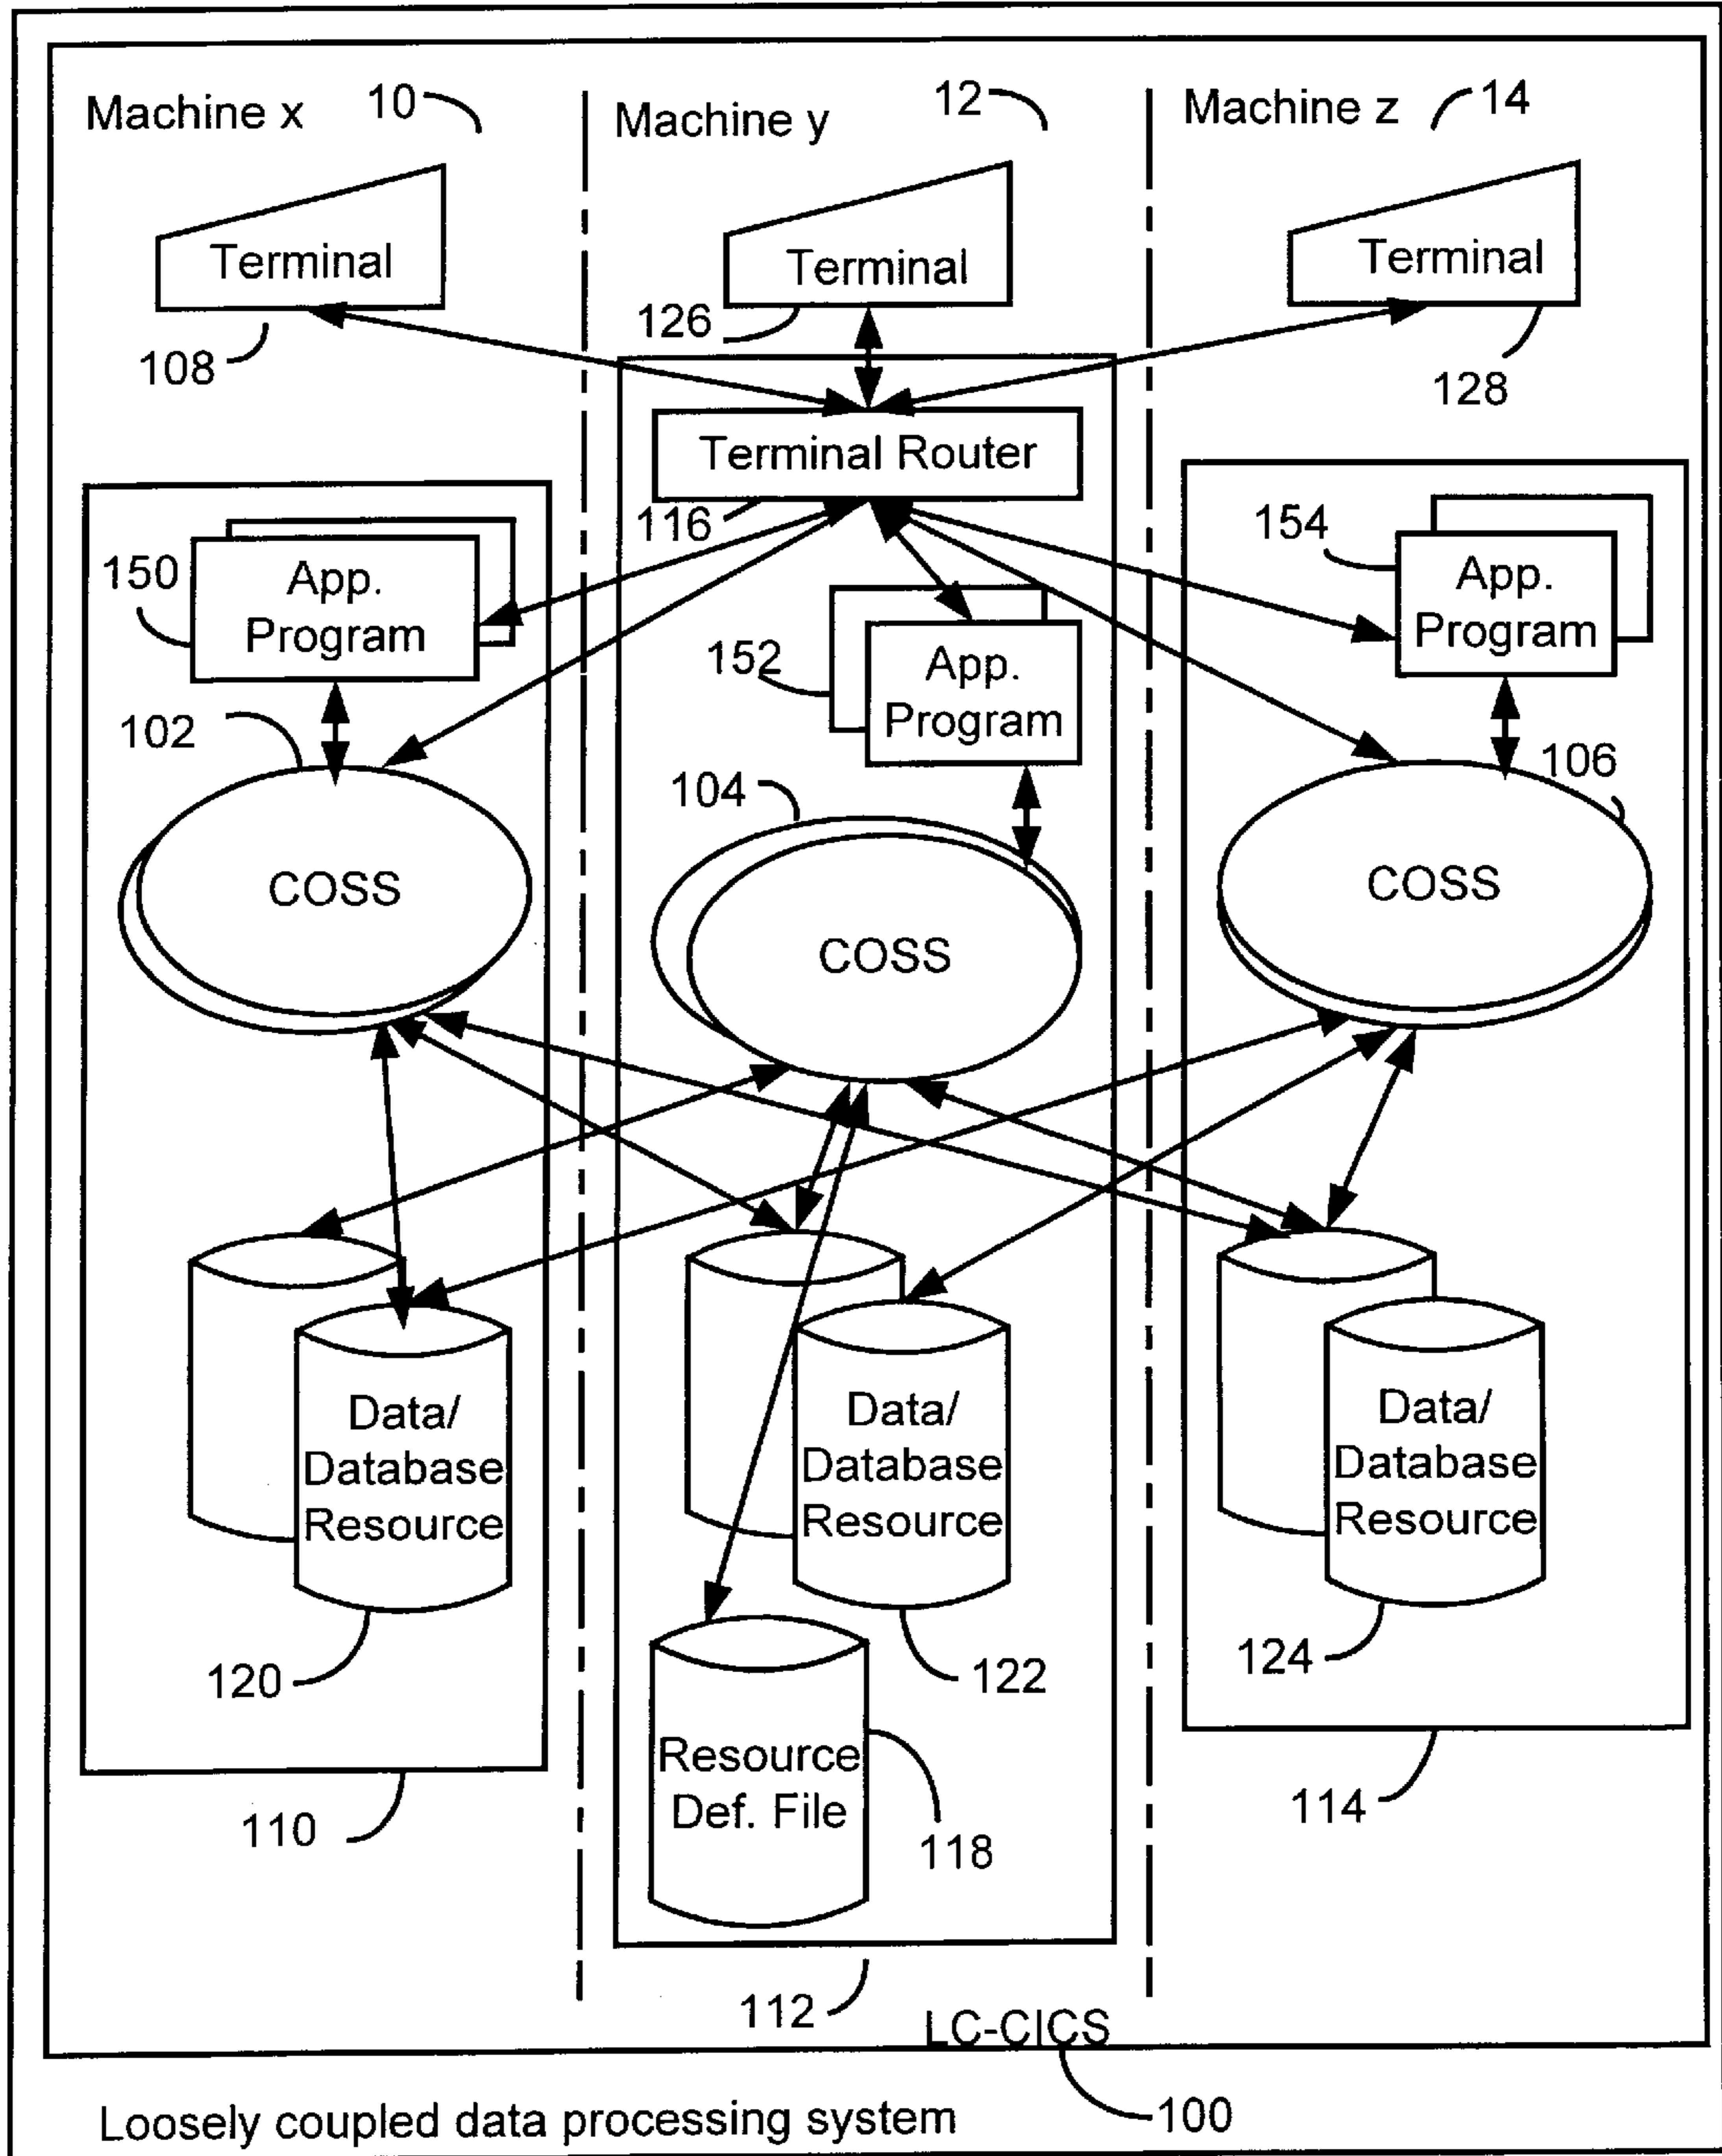 Machine x
10
Machine y
12
Machine z
14
Terminal
Terminal
Terminal
108
126
128
Terminal Router
116
150
App.
Program
152
App.
Program
154
App.
Program
102
104
106
COSS
COSS
COSS
Data/
Database
Resource
Data/
Database
Resource
Data/
Database
Resource
120
122
124
Resource
Def. File
118
110
112
114
LC-CICS
100
Loosely coupled data processing system